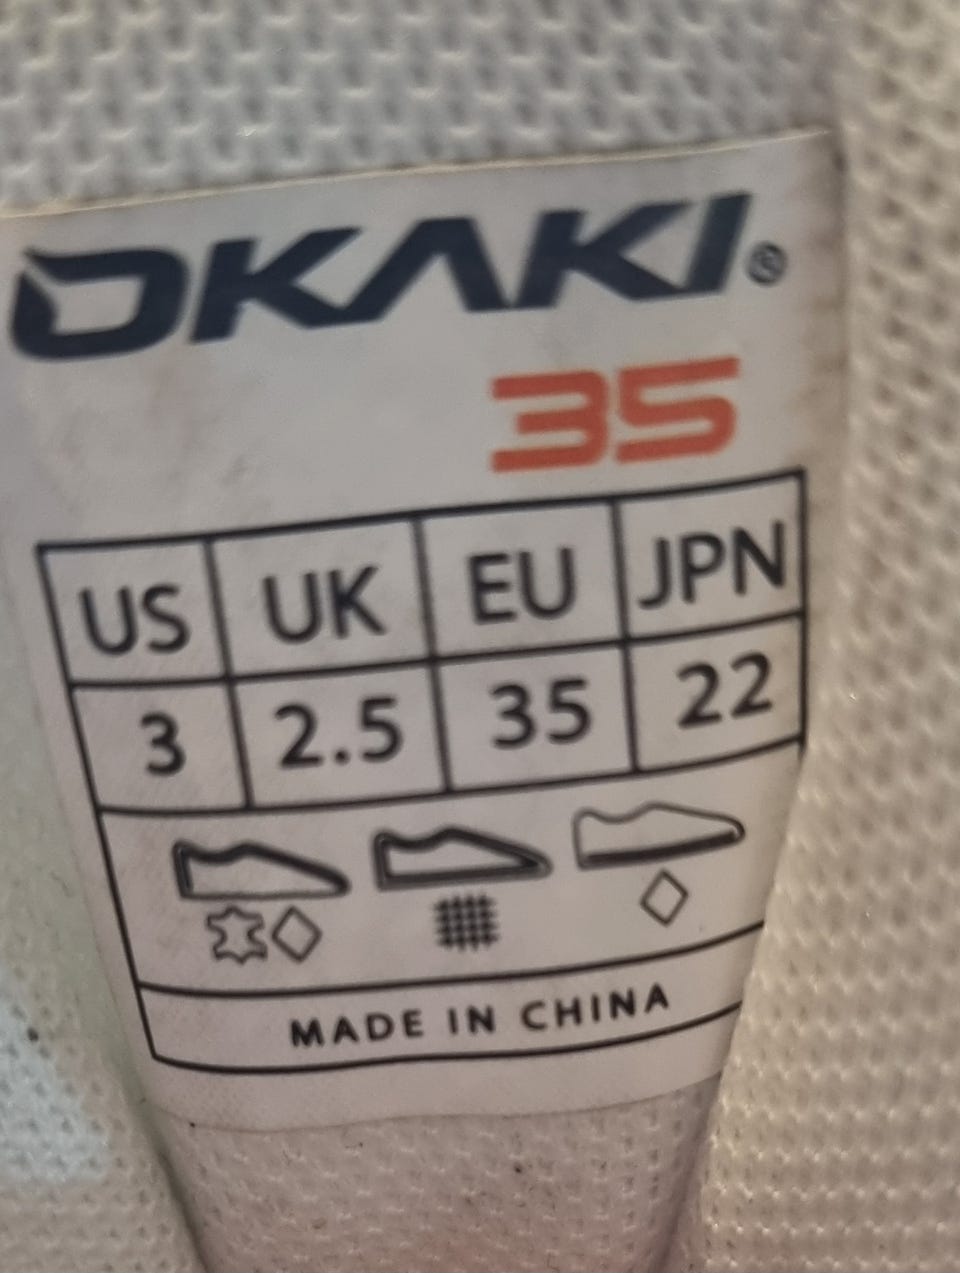 OKAKI®
35
US UK EU JPN
3 2.5 35 22
MADE IN CHINA